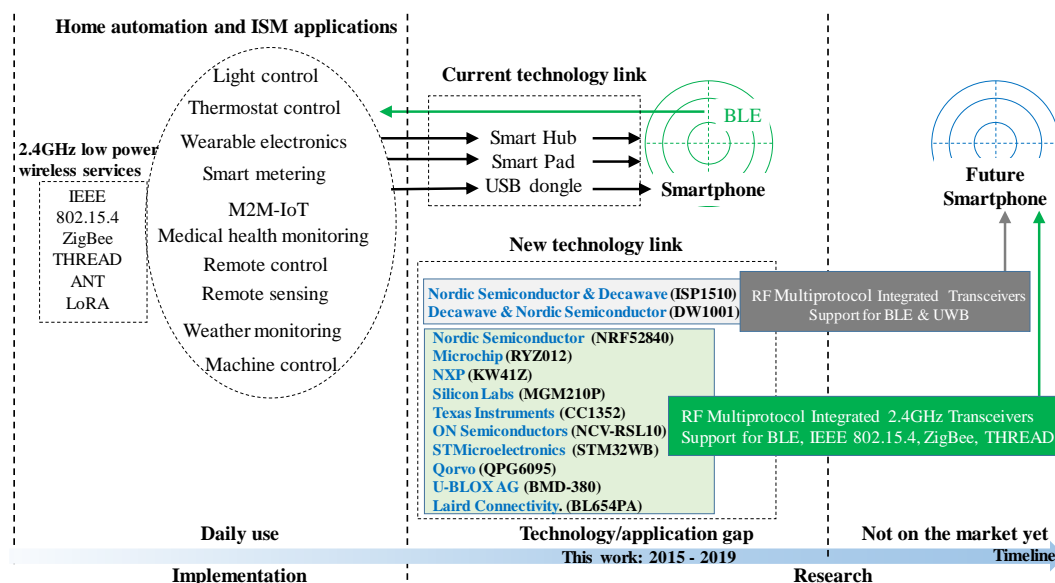 Home automation and ISM applications
Light control
Thermostat control
Wearable electronics
Smart metering
M2M-IoT
Medical health monitoring
Remote control
Remote sensing
Weather monitoring
Machine control
2.4GHz low power
wireless services
IEEE
802.15.4
ZigBee
THREAD
ANT
LoRA
Current technology link
Smart Hub
Smart Pad
USB dongle
BLE
Smartphone
Future
Smartphone
New technology link
Nordic Semiconductor & Decawave (ISP1510)
Decawave & Nordic Semiconductor (DW1001)
RF Multiprotocol Integrated Transceivers
Support for BLE & UWB
Nordic Semiconductor (NRF52840)
Microchip (RYZ012)
NXP (KW41Z)
Silicon Labs (MGM210P)
Texas Instruments (CC1352)
ON Semiconductors (NCV-RSL10)
STMicroelectronics (STM32WB)
Qorvo (QPG6095)
U-BLOX AG (BMD-380)
Laird Connectivity. (BL654PA)
RF Multiprotocol Integrated 2.4GHz Transceivers
Support for BLE, IEEE 802.15.4, ZigBee, THREAD
Daily use
Technology/application gap
Not on the market yet
This work: 2015 - 2019
Timeline
Implementation
Research